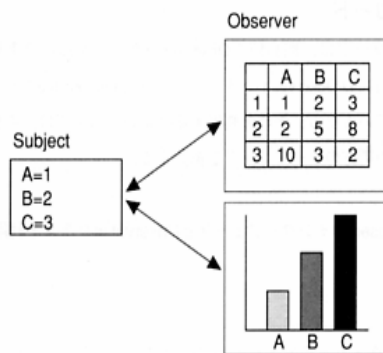 Observer
A B C
1 1 2 3
2 2 5 8
3 10 3 2
Subject
A=1
B=2
C=3
A B C